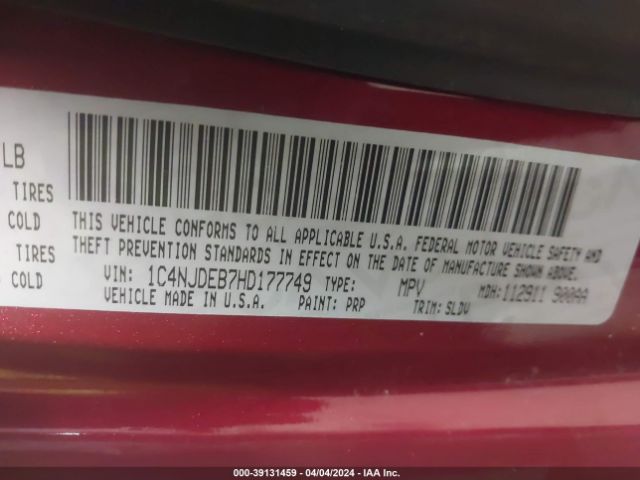 LB
TIRES
COLD
TIRES
COLD
THIS VEHICLE CONFORMS TO ALL APPLICABLE U.S.A. FEDERAL MOTOR VEHICLE SAFETY AND
THEFT PREVENTION STANDARDS IN EFFECT ON THE DATE OF MANUFACTURE SHOWN ABOVE.
VIN: 1C4NJDEB7HD177749 TYPE: MPV MDH:112911 900AA
VEHICLE MADE IN U.S.A. PAINT: PRP TRIM: SLDV
000-39131459 - 04/04/2024 - IAA Inc.